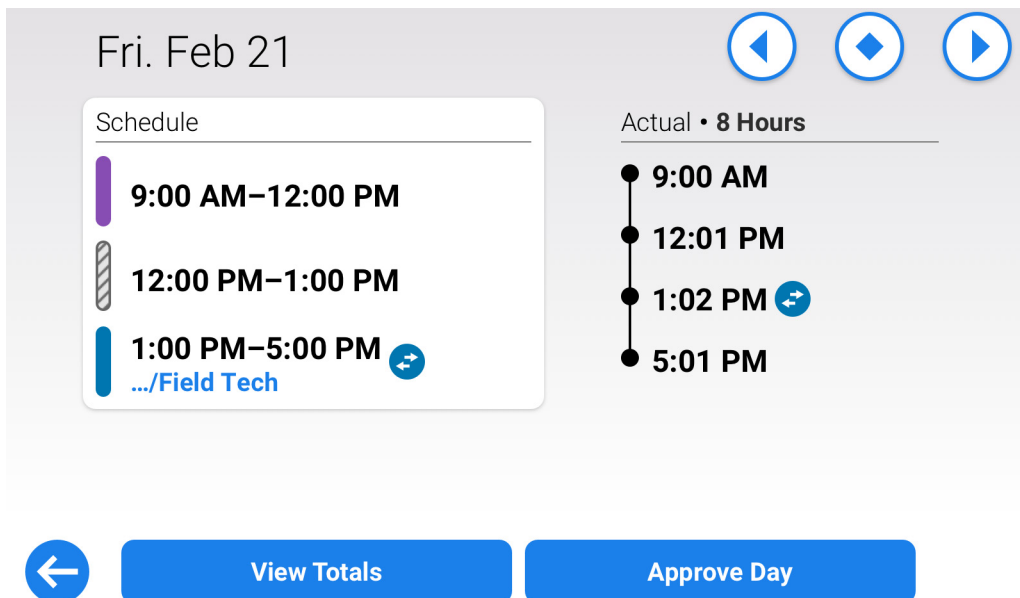 Fri. Feb 21
Schedule
9:00 AM–12:00 PM
12:00 PM–1:00 PM
1:00 PM–5:00 PM
.../Field Tech
Actual • 8 Hours
9:00 AM
12:01 PM
1:02 PM
5:01 PM
View Totals
Approve Day